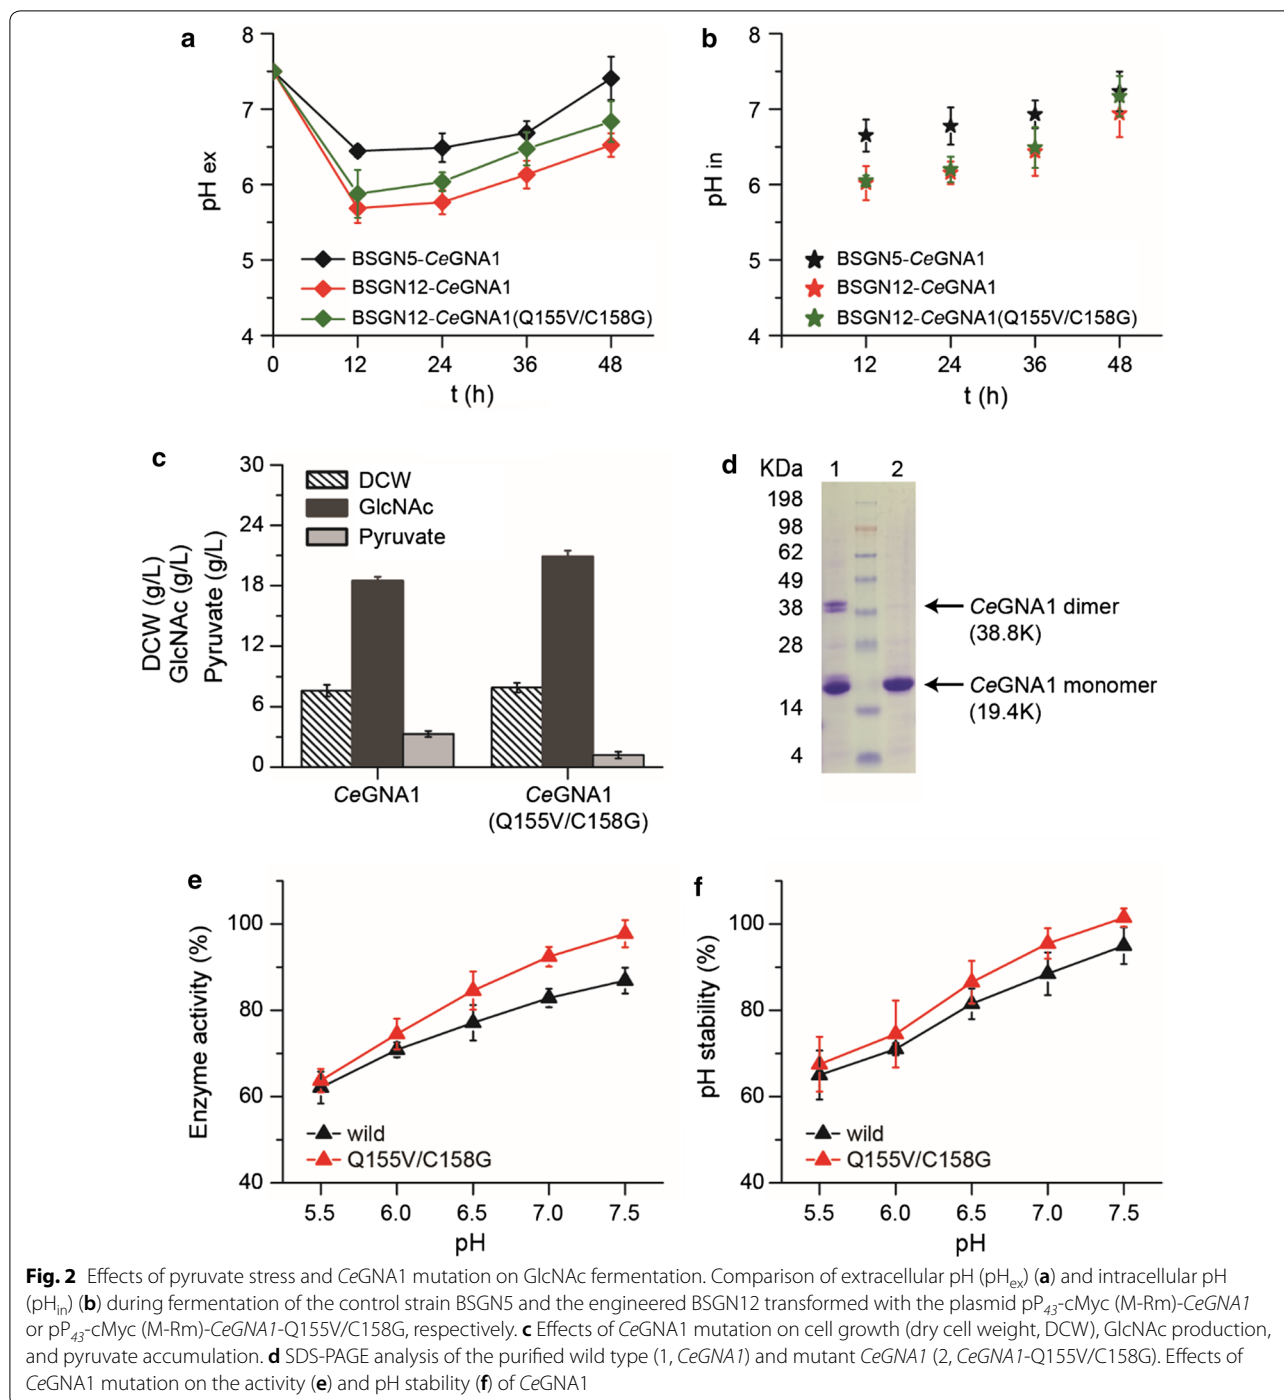 a
8
7
6
5
4
pH ex
BSGN5-CeGNA1
BSGN12-CeGNA1
BSGN12-CeGNA1(Q155V/C158G)
0 12 24 36 48
t (h)
b
8
7
6
5
4
pH in
BSGN5-CeGNA1
BSGN12-CeGNA1
BSGN12-CeGNA1(Q155V/C158G)
12 24 36 48
t (h)
c
30
24
18
12
6
0
DCW (g/L)
GlcNAc (g/L)
Pyruvate (g/L)
DCW
GlcNAc
Pyruvate
CeGNA1 CeGNA1
(Q155V/C158G)
d
KDa 1 2
198
98
62
49
38
28
14
4
CeGNA1 dimer
(38.8K)
CeGNA1 monomer
(19.4K)
e
100
80
60
40
Enzyme activity (%)
wild
Q155V/C158G
5.5 6.0 6.5 7.0 7.5
pH
f
100
80
60
40
pH stability (%)
wild
Q155V/C158G
5.5 6.0 6.5 7.0 7.5
pH
Fig. 2 Effects of pyruvate stress and CeGNA1 mutation on GlcNAc fermentation. Comparison of extracellular pH (pHex) (a) and intracellular pH
(pHin) (b) during fermentation of the control strain BSGN5 and the engineered BSGN12 transformed with the plasmid pP43-cMyc (M-Rm)-CeGNA1
or pP43-cMyc (M-Rm)-CeGNA1-Q155V/C158G, respectively. c Effects of CeGNA1 mutation on cell growth (dry cell weight, DCW), GlcNAc production,
and pyruvate accumulation. d SDS-PAGE analysis of the purified wild type (1, CeGNA1) and mutant CeGNA1 (2, CeGNA1-Q155V/C158G). Effects of
CeGNA1 mutation on the activity (e) and pH stability (f) of CeGNA1